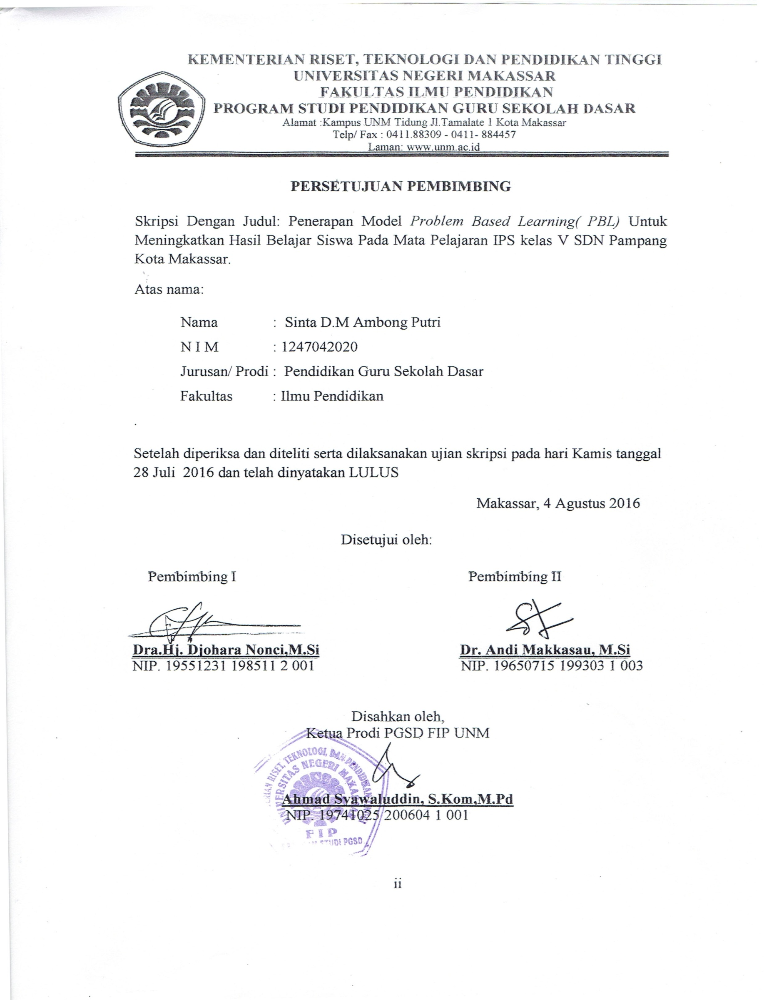 KEMENTERIAN RISET, TEKNOLOGI DAN PENDIDIKAN TINGGI
UNIVERSITAS NEGERI MAKASSAR
FAKULTAS ILMU PENDIDIKAN
PROGRAM STUDI PENDIDIKAN GURU SEKOLAH DASAR
Alamat :Kampus UNM Tidung Jl.Tamalate 1 Kota Makassar
Telp/ Fax : 0411.88309 - 0411- 884457
Laman: www.unm.ac.id
PERSETUJUAN PEMBIMBING
Skripsi Dengan Judul: Penerapan Model Problem Based Learning( PBL) Untuk
Meningkatkan Hasil Belajar Siswa Pada Mata Pelajaran IPS kelas V SDN Pampang
Kota Makassar.
Atas nama:
Nama : Sinta D.M Ambong Putri
N I M : 1247042020
Jurusan/ Prodi : Pendidikan Guru Sekolah Dasar
Fakultas : Ilmu Pendidikan
.
Setelah diperiksa dan diteliti serta dilaksanakan ujian skripsi pada hari Kamis tanggal
28 Juli 2016 dan telah dinyatakan LULUS
Makassar, 4 Agustus 2016
Disetujui oleh:
Pembimbing I Pembimbing II
Dra.Hj. Djohara Nonci,M.Si Dr. Andi Makkasau, M.Si
NIP. 19551231 198511 2 001 NIP. 19650715 199303 1 003
Disahkan oleh,
Ketua Prodi PGSD FIP UNM
RISET, TEKNOLOGI, DAN PENDIDIKAN
UNIVERSITAS NEGERI MAKASSAR
Ahmad Syawaluddin, S.Kom,M.Pd
NIP. 19741025 200604 1 001
FIP
STUDI PGSD
ii